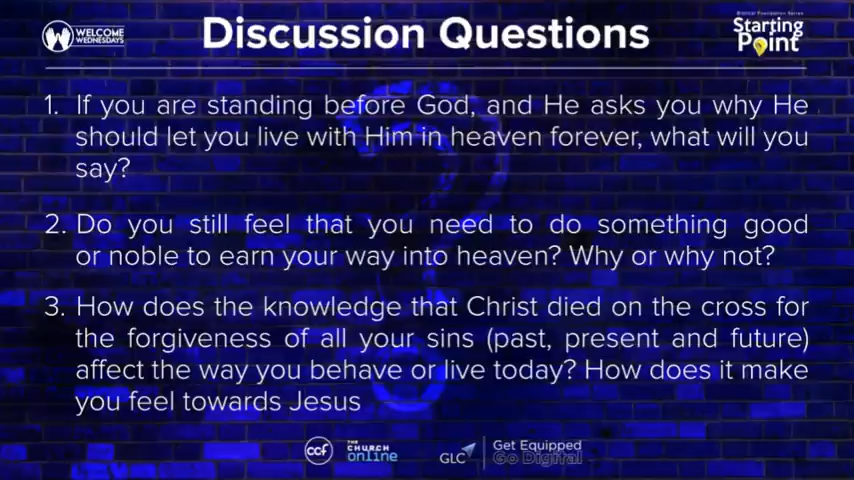 WELCOME
WEDNESDAYS
Discussion Questions
Biblical Foundation Series
Starting
Point
1. If you are standing before God, and He asks you why He
should let you live with Him in heaven forever, what will you
say?
2. Do you still feel that you need to do something good
or noble to earn your way into heaven? Why or why not?
3. How does the knowledge that Christ died on the cross for
the forgiveness of all your sins (past, present and future)
affect the way you behave or live today? How does it make
you feel towards Jesus
ccf
THE
CHURCH
online
GLC
Get Equipped
Go Digital